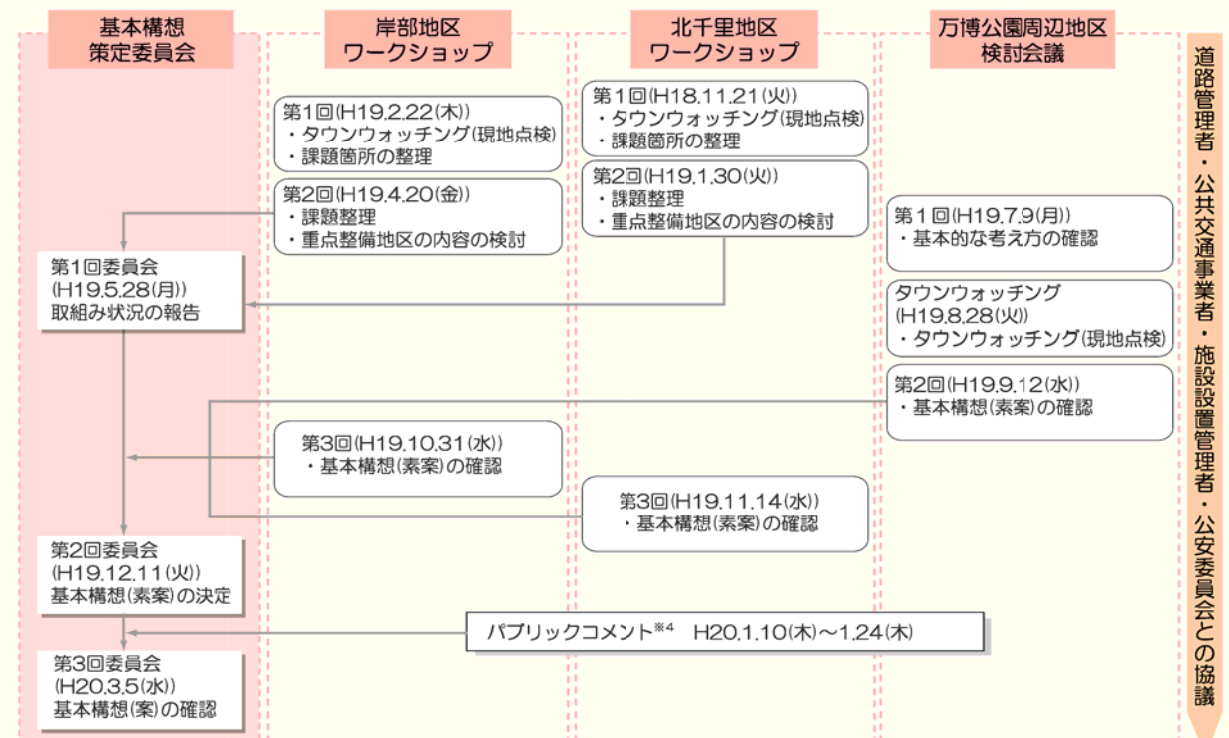 基本構想
策定委員会
岸部地区
ワークショップ
北千里地区
ワークショップ
万博公園周辺地区
検討会議
第1回(H19.2.22(木))
・タウンウォッチング(現地点検)
・課題箇所の整理
第2回(H19.4.20(金))
・課題整理
・重点整備地区の内容の検討
第1回(H18.11.21(火))
・タウンウォッチング(現地点検)
・課題箇所の整理
第2回(H19.1.30(火))
・課題整理
・重点整備地区の内容の検討
第1回(H19.7.9(月))
・基本的な考え方の確認
タウンウォッチング
(H19.8.28(火))
・タウンウォッチング(現地点検)
第2回(H19.9.12(水))
・基本構想(素案)の確認
第1回委員会
(H19.5.28(月))
取組み状況の報告
第3回(H19.10.31(水))
・基本構想(素案)の確認
第3回(H19.11.14(水))
・基本構想(素案)の確認
第2回委員会
(H19.12.11(火))
基本構想(素案)の決定
パブリックコメント※4 H20.1.10(木)～1.24(木)
第3回委員会
(H20.3.5(水))
基本構想(案)の確認
道路管理者・公共交通事業者・施設設置管理者・公安委員会との協議